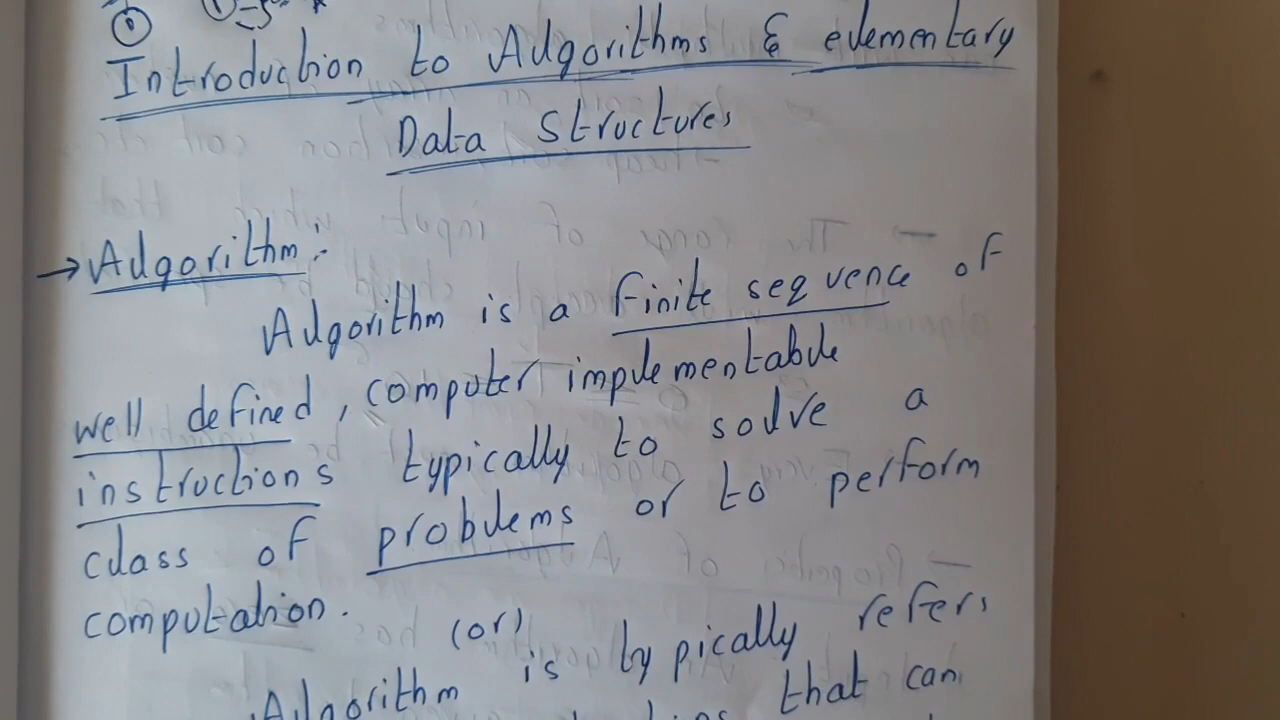 Introduction to Algorithms & elementary
Data Structures
→ Algorithm:
Algorithm is a finite sequence of
well defined, computer implementable
instructions typically to solve a
class of problems or to perform
computation.
(or)
Algorithm is typically refers
that can